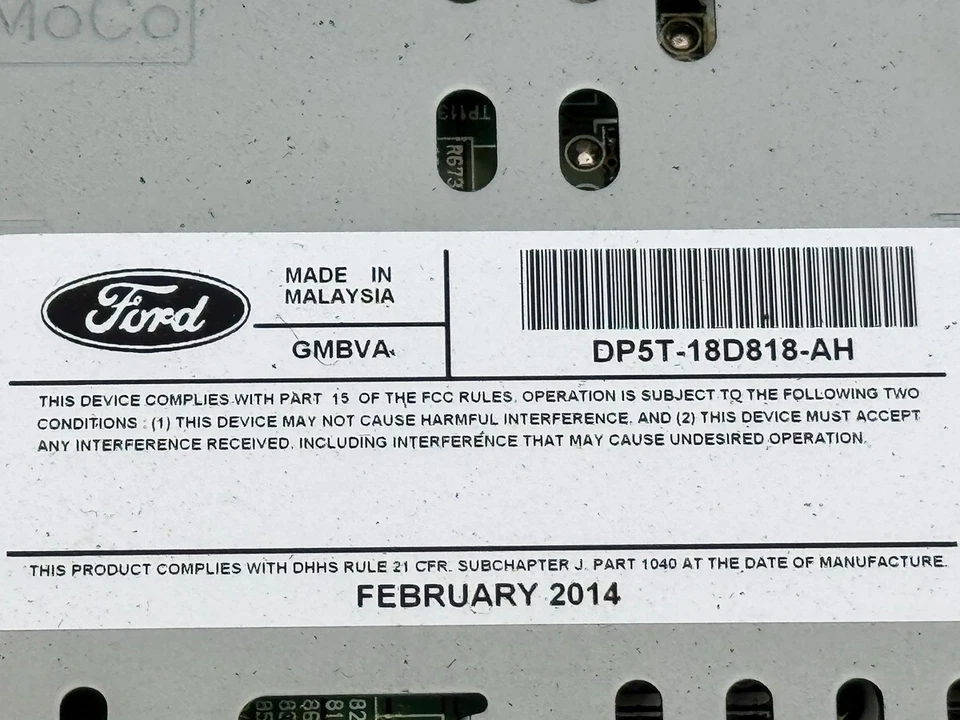 MoCo
TP113
R673
Ford
MADE IN
MALAYSIA
GMBVA
DP5T-18D818-AH
THIS DEVICE COMPLIES WITH PART 15 OF THE FCC RULES. OPERATION IS SUBJECT TO THE FOLLOWING TWO
CONDITIONS : (1) THIS DEVICE MAY NOT CAUSE HARMFUL INTERFERENCE, AND (2) THIS DEVICE MUST ACCEPT
ANY INTERFERENCE RECEIVED, INCLUDING INTERFERENCE THAT MAY CAUSE UNDESIRED OPERATION.
THIS PRODUCT COMPLIES WITH DHHS RULE 21 CFR. SUBCHAPTER J. PART 1040 AT THE DATE OF MANUFACTURE.
FEBRUARY 2014